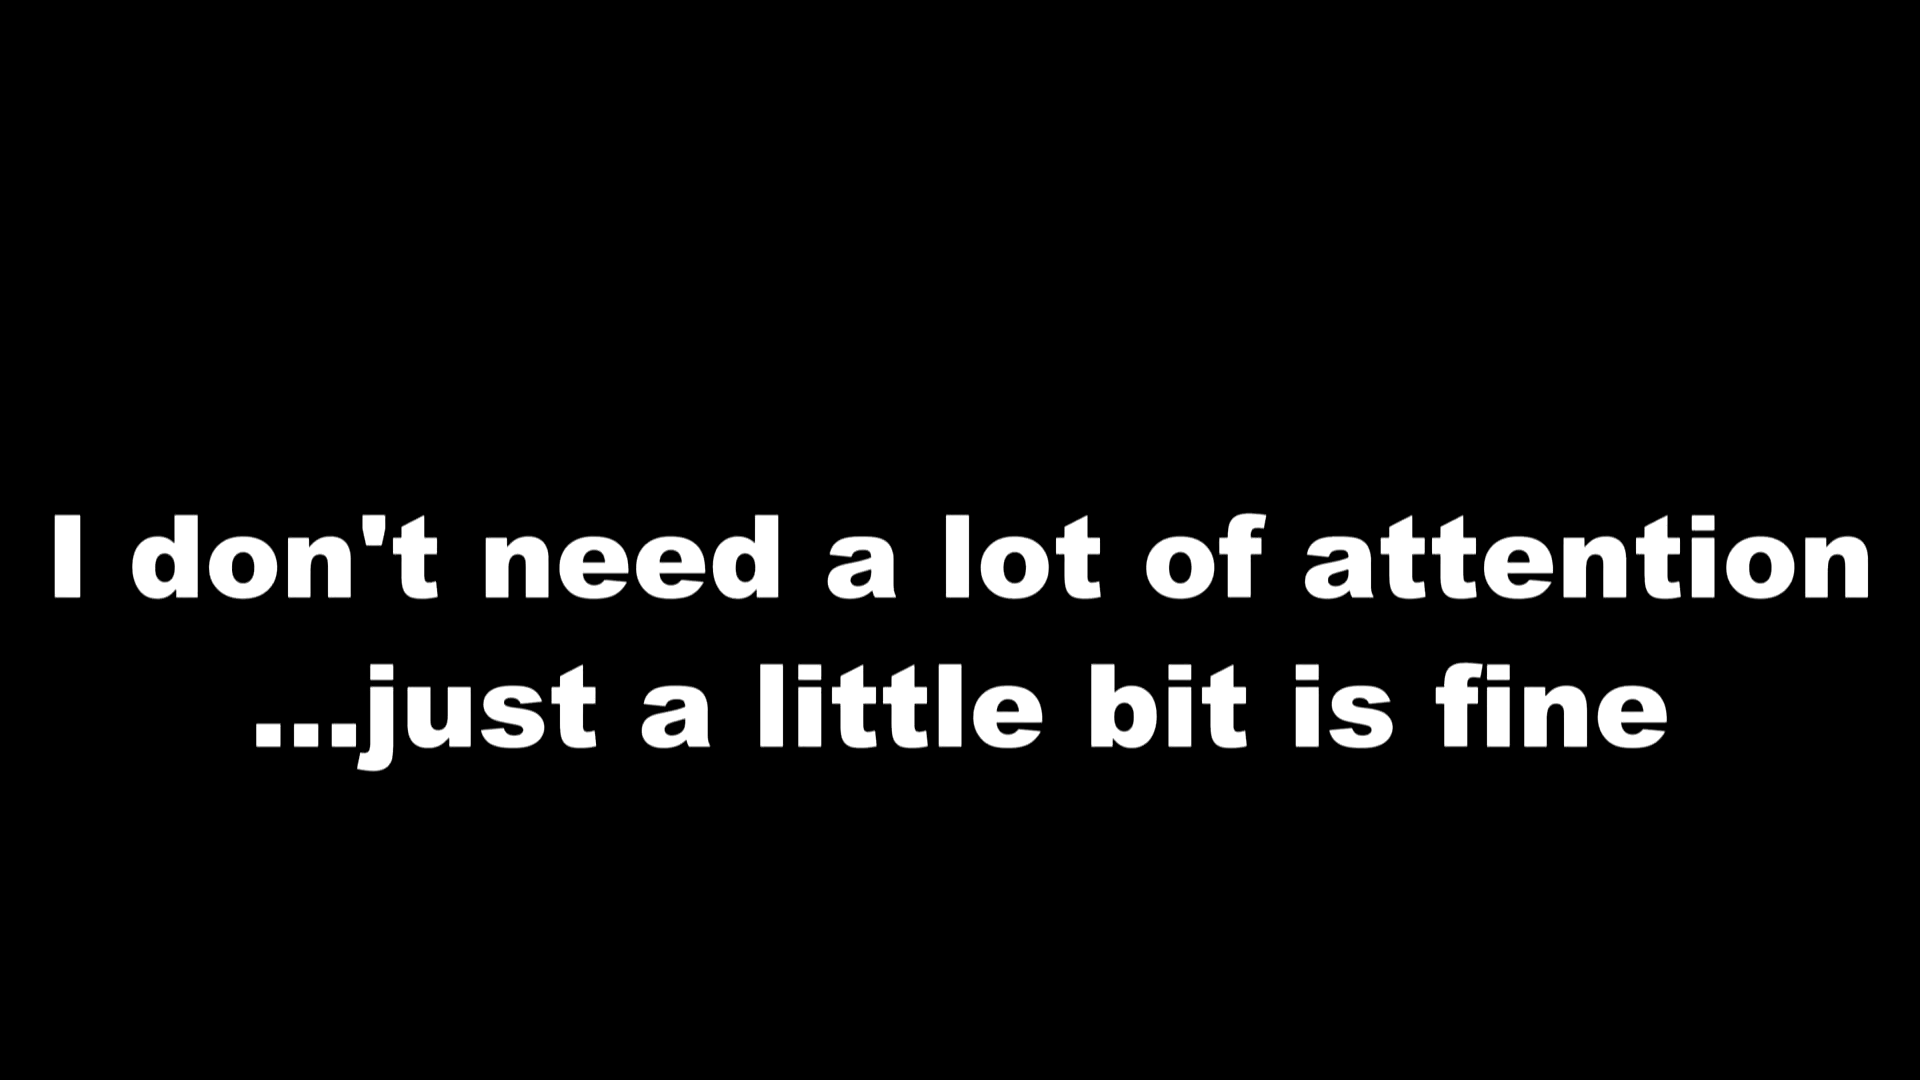 I don't need a lot of attention
...just a little bit is fine